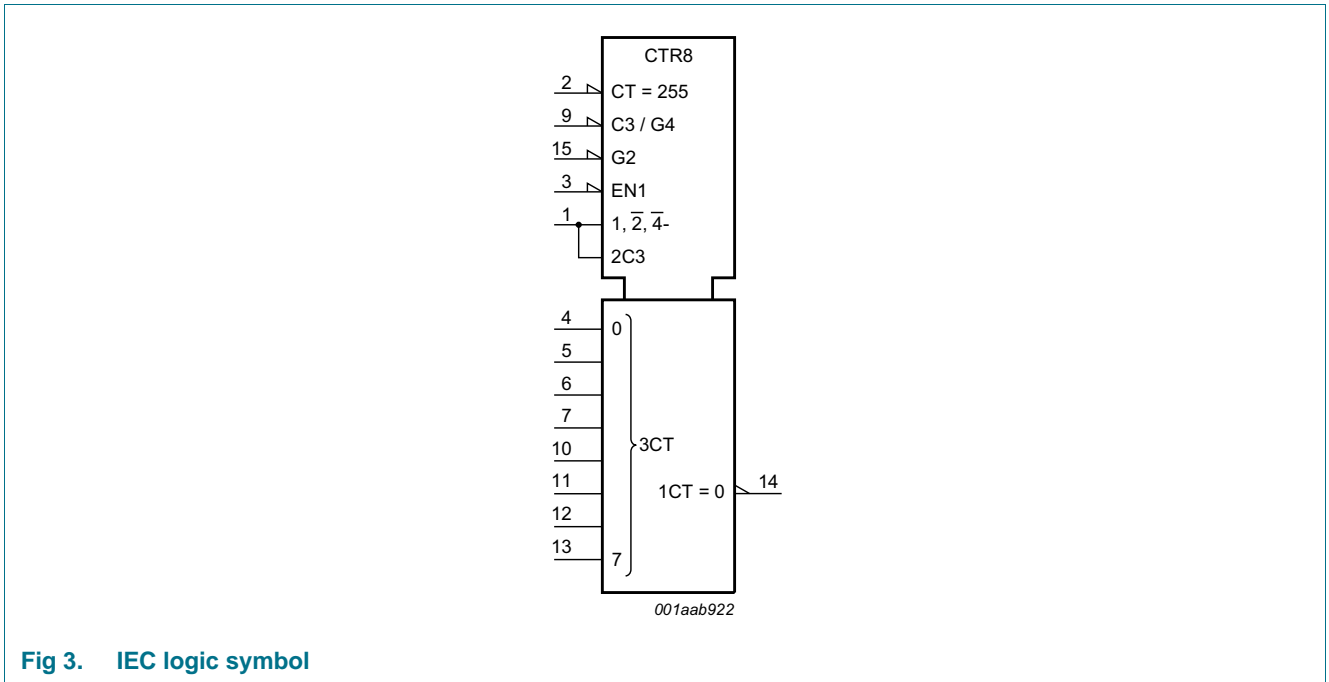 CTR8
2 CT = 255
9 C3 / G4
15 G2
3 EN1
1 1, 2̅, 4̅-
2C3
4 0
5
6
7
10 3CT
11
1CT = 0 14
12
13 7
001aab922
Fig 3. IEC logic symbol